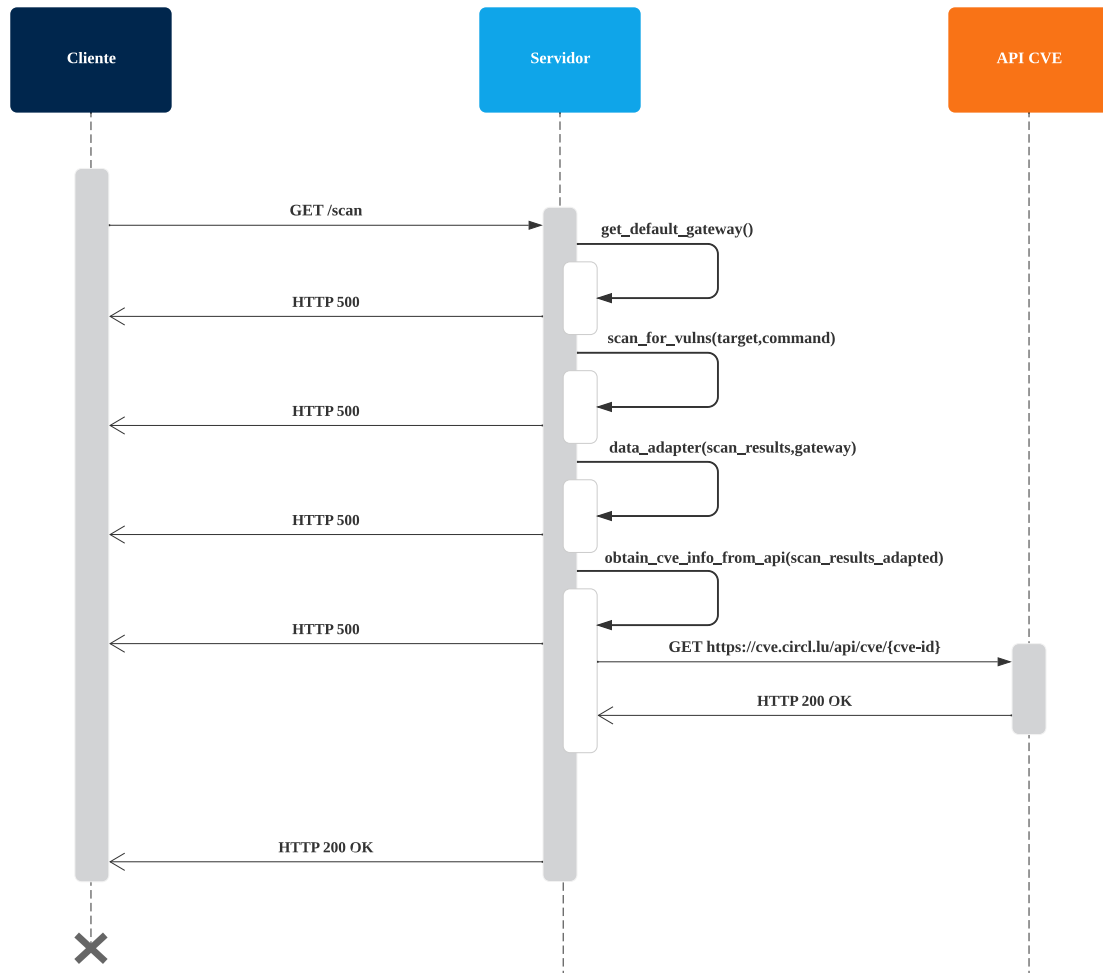 Cliente
Servidor
API CVE
GET /scan
get_default_gateway()
HTTP 500
scan_for_vulns(target,command)
HTTP 500
data_adapter(scan_results,gateway)
HTTP 500
obtain_cve_info_from_api(scan_results_adapted)
HTTP 500
GET https://cve.circl.lu/api/cve/{cve-id}
HTTP 200 OK
HTTP 200 OK